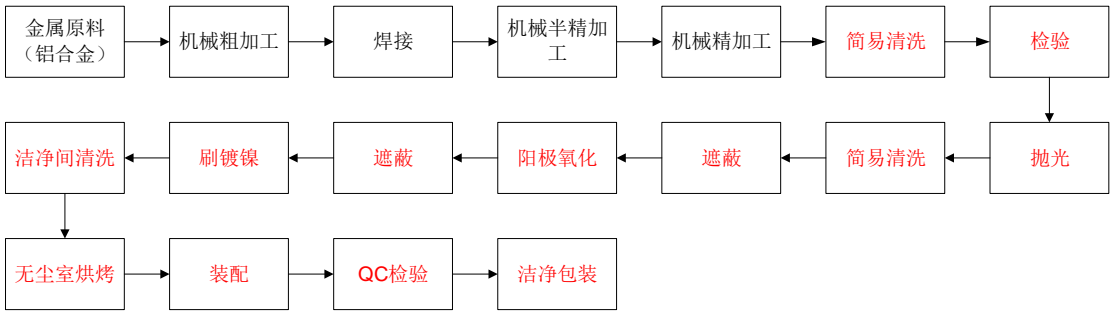 金属原料
（铝合金）
机械粗加工
焊接
机械半精加
工
机械精加工
简易清洗
检验
洁净间清洗
刷镀镍
遮蔽
阳极氧化
遮蔽
简易清洗
抛光
无尘室烘烤
装配
QC检验
洁净包装